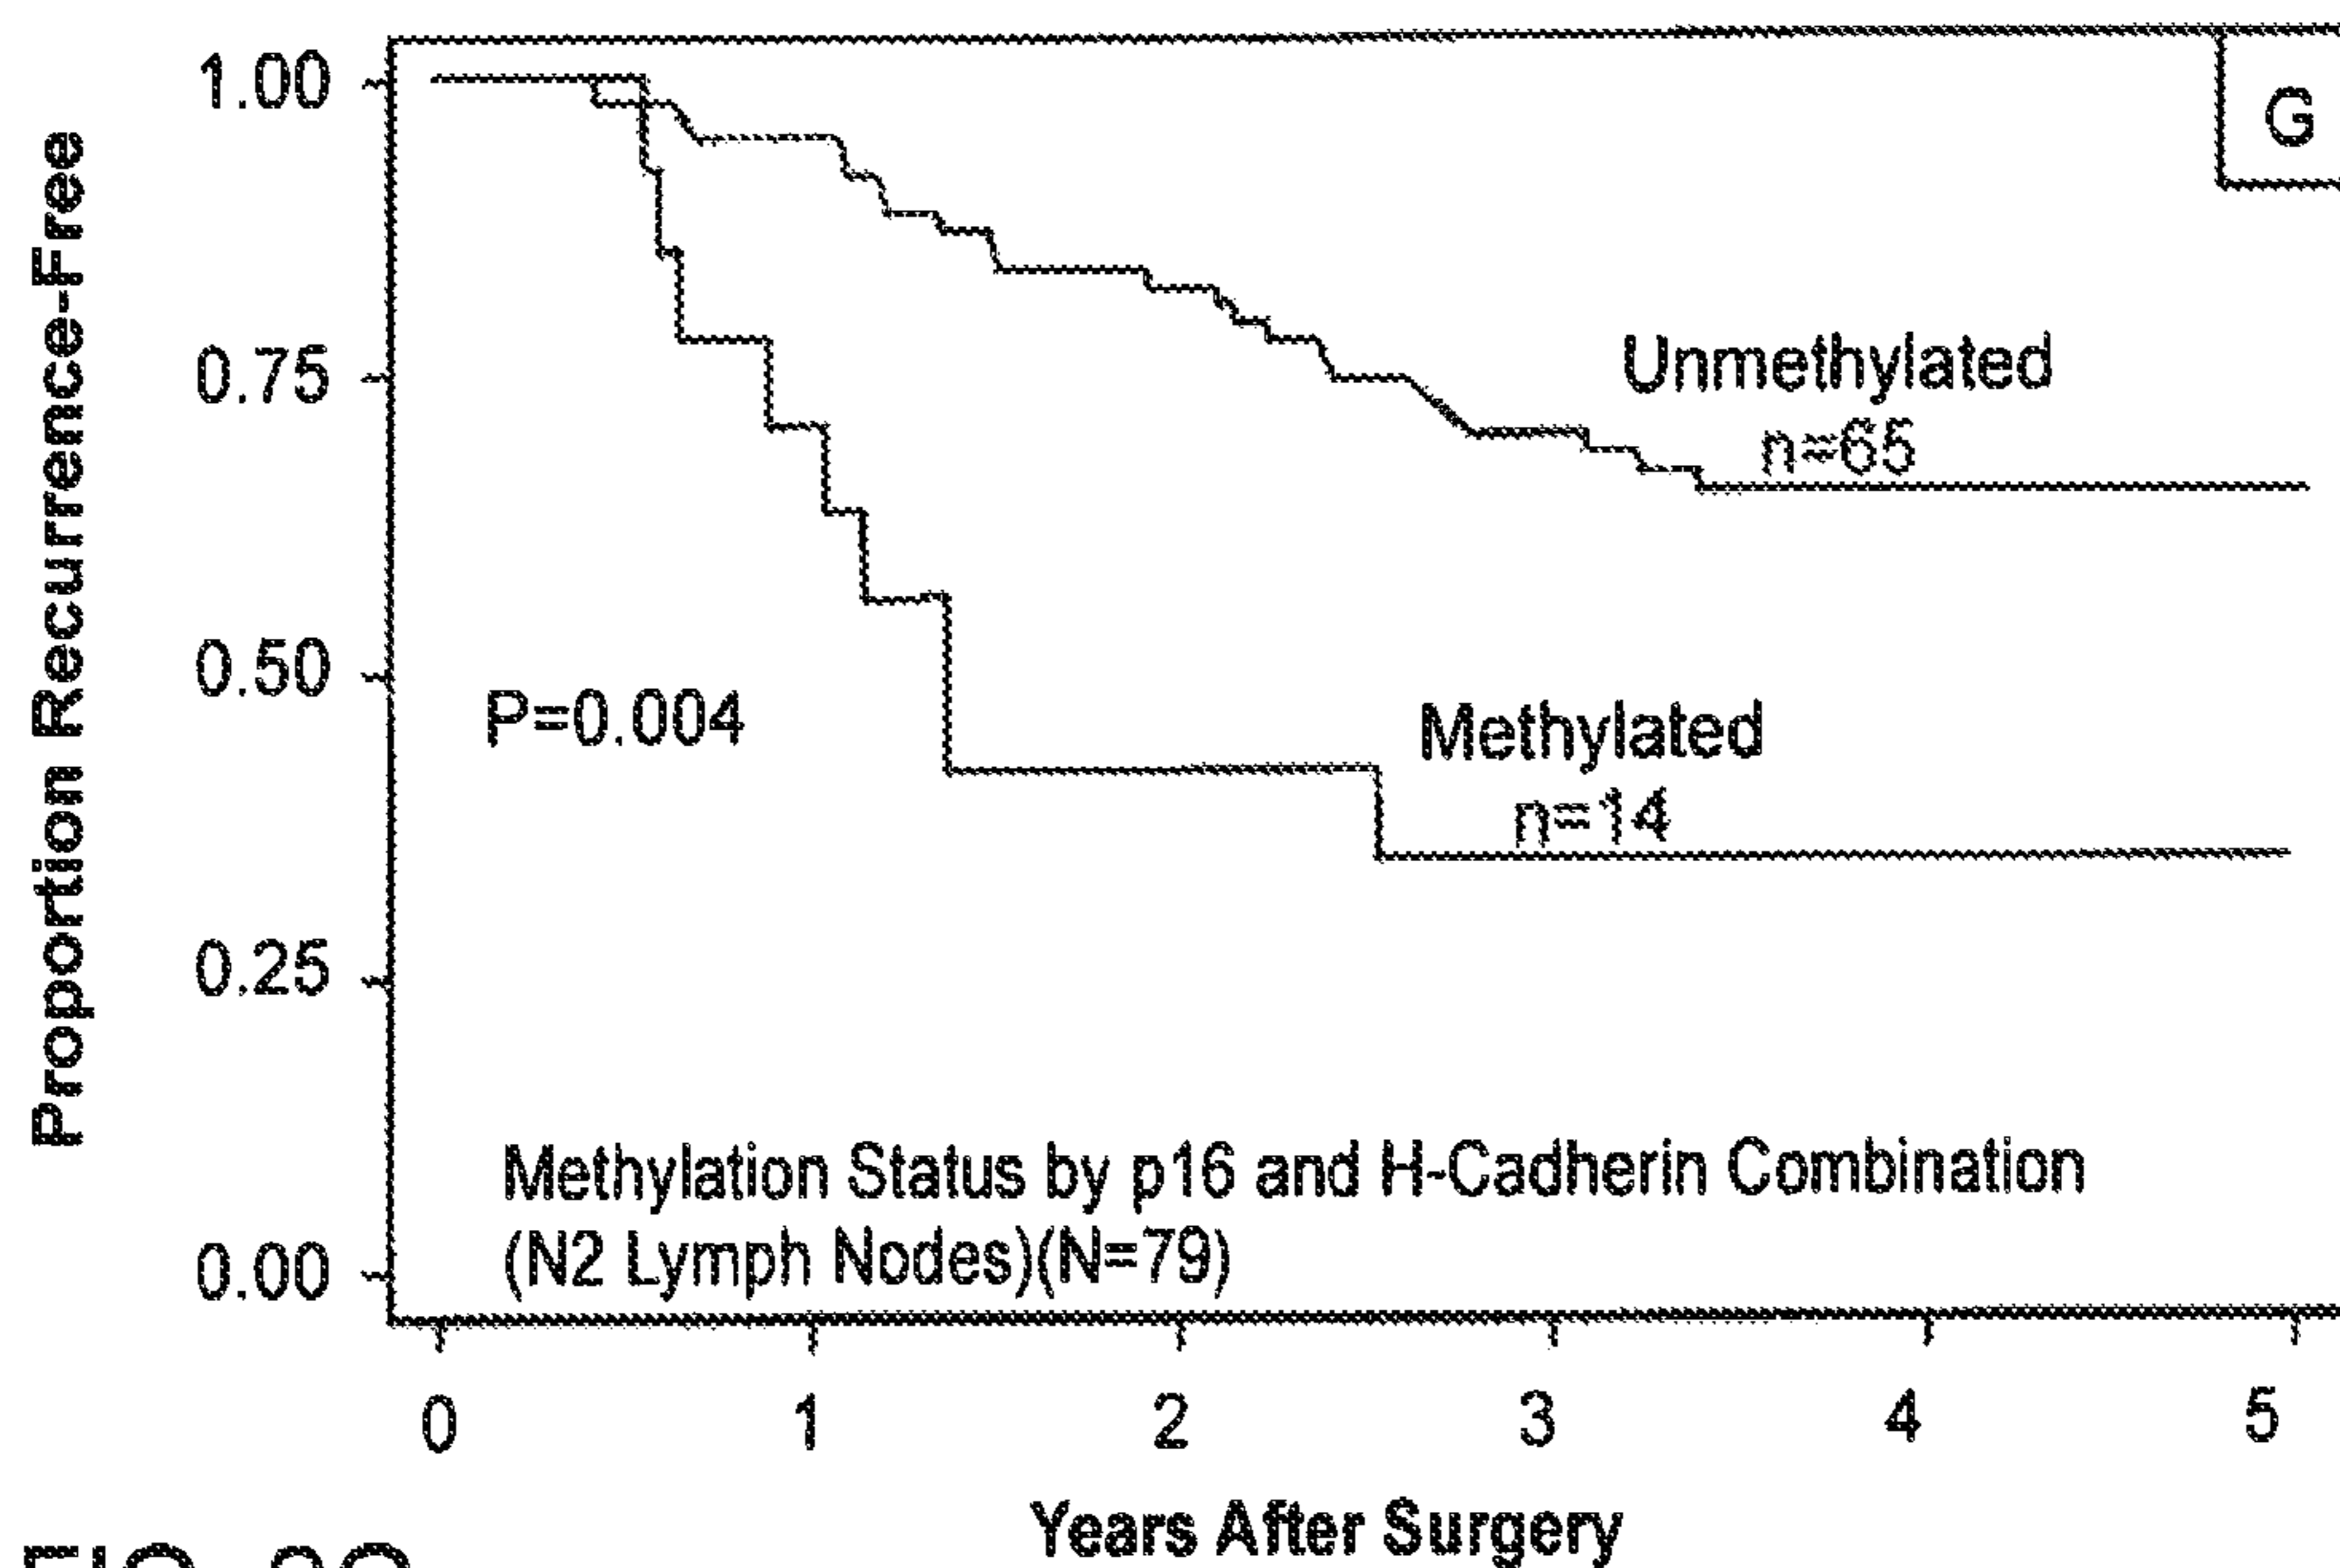 G
1.00
0.75
0.50
0.25
0.00
Proportion Recurrence-Free
Unmethylated
n=65
P=0.004
Methylated
n=14
Methylation Status by p16 and H-Cadherin Combination
(N2 Lymph Nodes)(N=79)
0 1 2 3 4 5
Years After Surgery